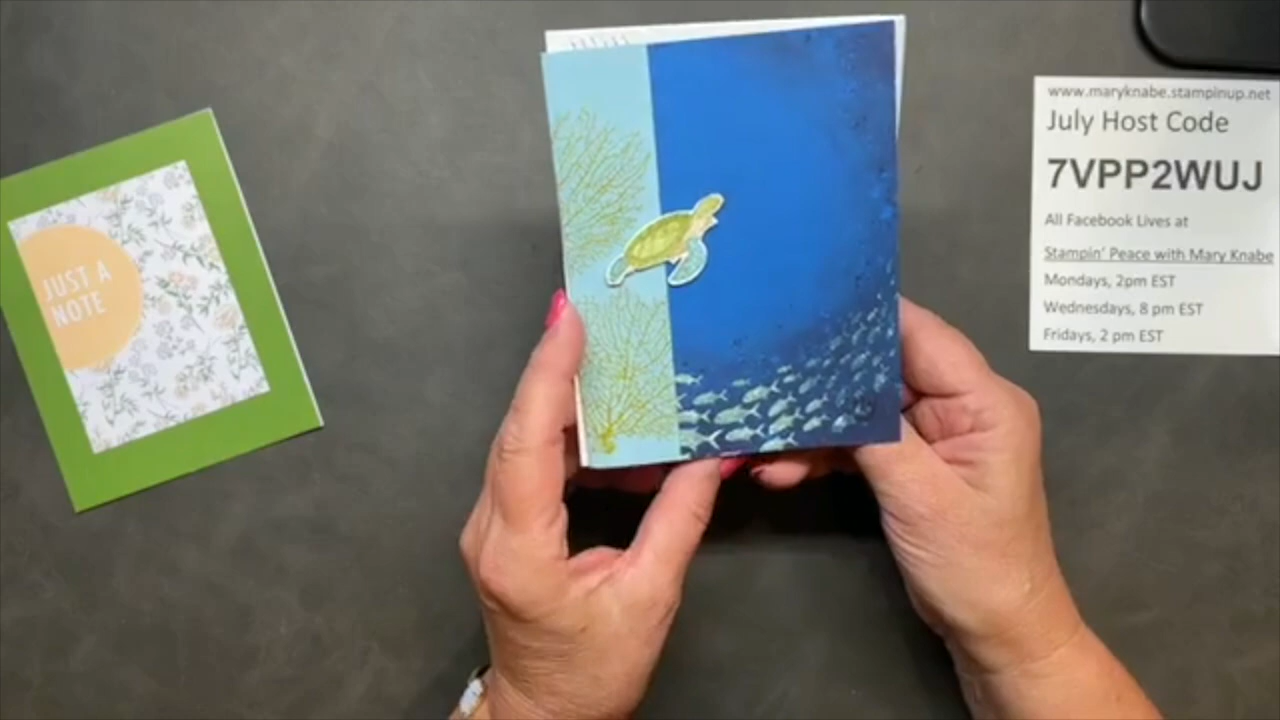 JUST A
NOTE
www.maryknabe.stampinup.net
July Host Code
7VPP2WUJ
All Facebook Lives at
Stampin' Peace with Mary Knabe
Mondays, 2pm EST
Wednesdays, 8 pm EST
Fridays, 2 pm EST